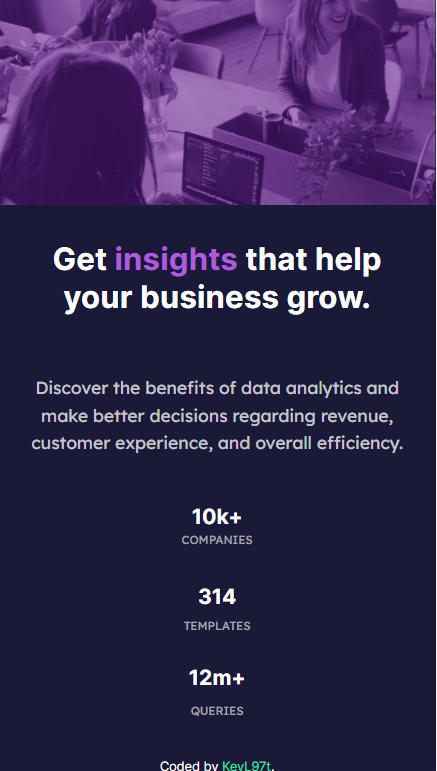 Get insights that help
your business grow.
Discover the benefits of data analytics and
make better decisions regarding revenue,
customer experience, and overall efficiency.
10k+
COMPANIES
314
TEMPLATES
12m+
QUERIES
Coded by KevL97t.